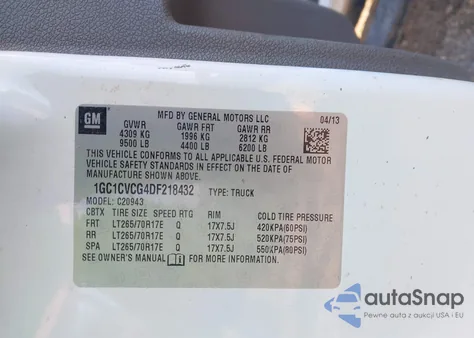 GM
MFD BY GENERAL MOTORS LLC
04/13
GVWR GAWR FRT GAWR RR
4309 KG 1996 KG 2812 KG
9500 LB 4400 LB 6200 LB
THIS VEHICLE CONFORMS TO ALL APPLICABLE U.S. FEDERAL MOTOR
VEHICLE SAFETY STANDARDS IN EFFECT ON THE DATE OF
MANUFACTURE SHOWN ABOVE.
1GC1CVCG4DF218432 TYPE: TRUCK
MODEL: C20943
CBTX TIRE SIZE SPEED RTG RIM COLD TIRE PRESSURE
FRT LT265/70R17E Q 17X7.5J 420KPA(60PSI)
RR LT265/70R17E Q 17X7.5J 520KPA(75PSI)
SPA LT265/70R17E Q 17X7.5J 550KPA(80PSI)
SEE OWNER'S MANUAL FOR MORE INFORMATION.
autoSnap
Pewne auta z aukcji USA i EU